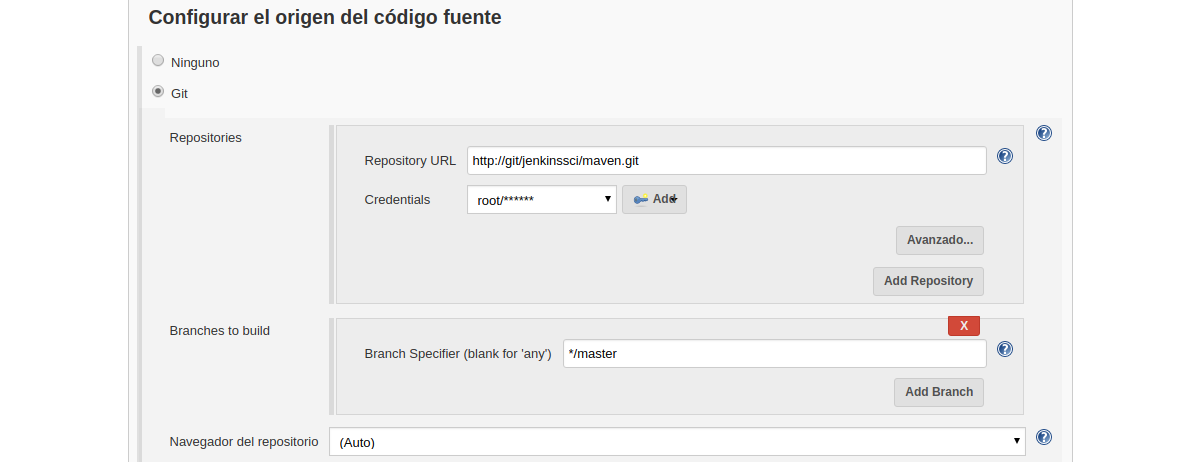 Configurar el origen del código fuente
Ninguno
Git
Repositories
Repository URL http://git/jenkinssci/maven.git
Credentials root/****** Add
Avanzado...
Add Repository
Branches to build
X
Branch Specifier (blank for 'any') */master
Add Branch
Navegador del repositorio (Auto)